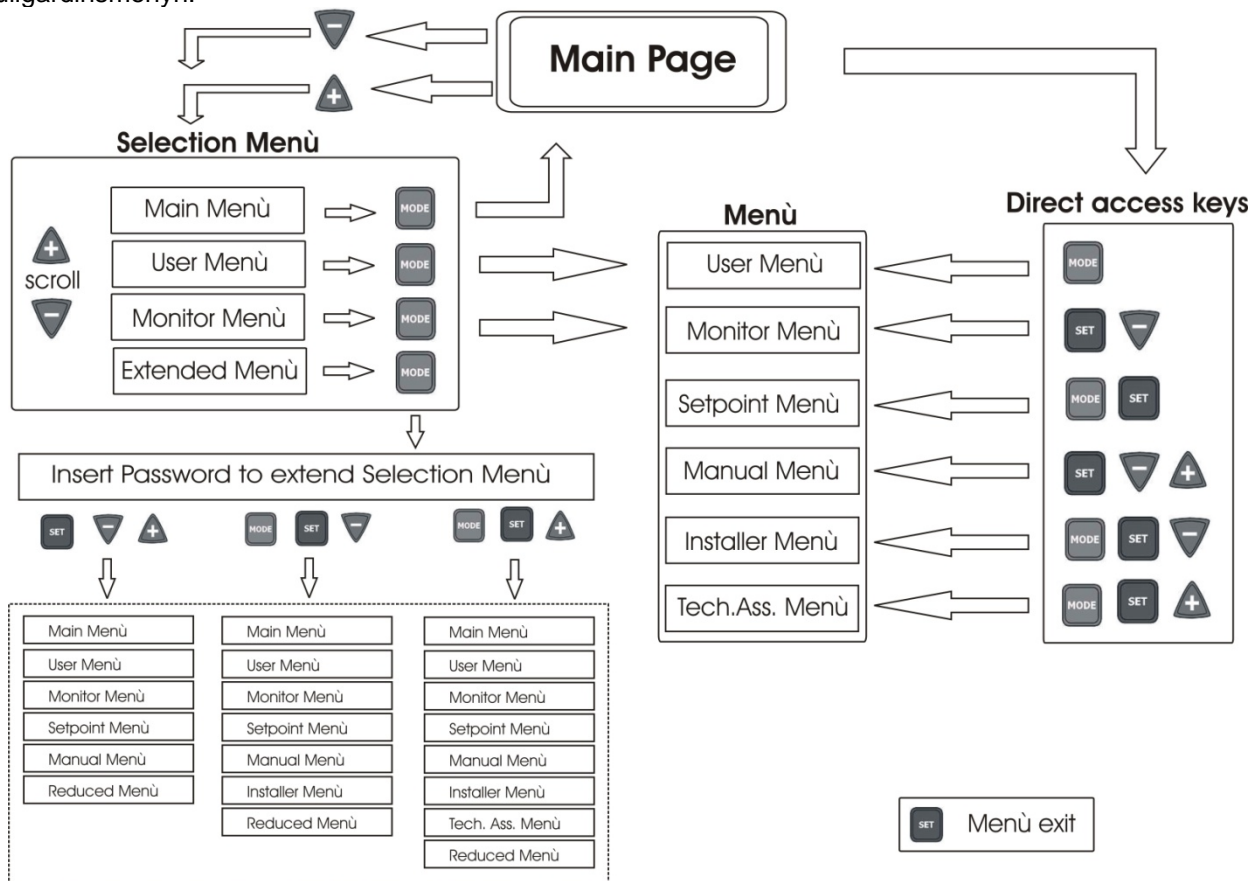 Main Page
Selection Menù
Main Menù
MODE
User Menù
MODE
Monitor Menù
MODE
Extended Menù
MODE
scroll
Insert Password to extend Selection Menù
SET
MODE SET
MODE SET
Main Menù
User Menù
Monitor Menù
Setpoint Menù
Manual Menù
Reduced Menù
Main Menù
User Menù
Monitor Menù
Setpoint Menù
Manual Menù
Installer Menù
Reduced Menù
Main Menù
User Menù
Monitor Menù
Setpoint Menù
Manual Menù
Installer Menù
Tech. Ass. Menù
Reduced Menù
Menù
User Menù
Monitor Menù
Setpoint Menù
Manual Menù
Installer Menù
Tech.Ass. Menù
Direct access keys
MODE
SET
MODE SET
SET
MODE SET
MODE SET
SET Menù exit